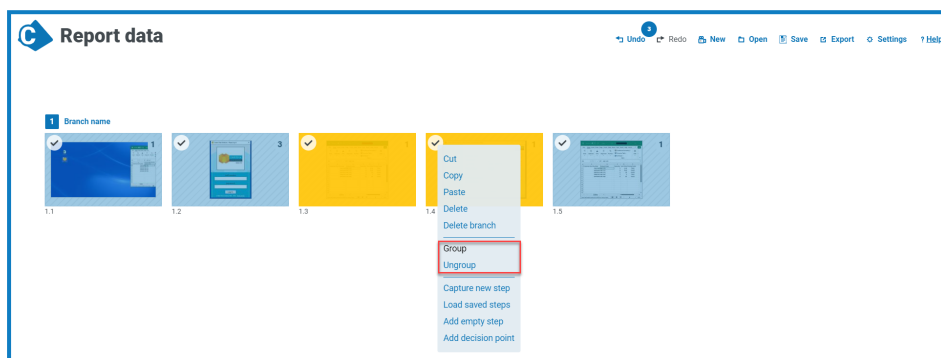 C Report data
3
Undo Redo New Open Save Export Settings ? Help
1 Branch name
1 3 1 1 1
1.1 1.2 1.3 1.4 1.5
Cut
Copy
Paste
Delete
Delete branch
Group
Ungroup
Capture new step
Load saved steps
Add empty step
Add decision point